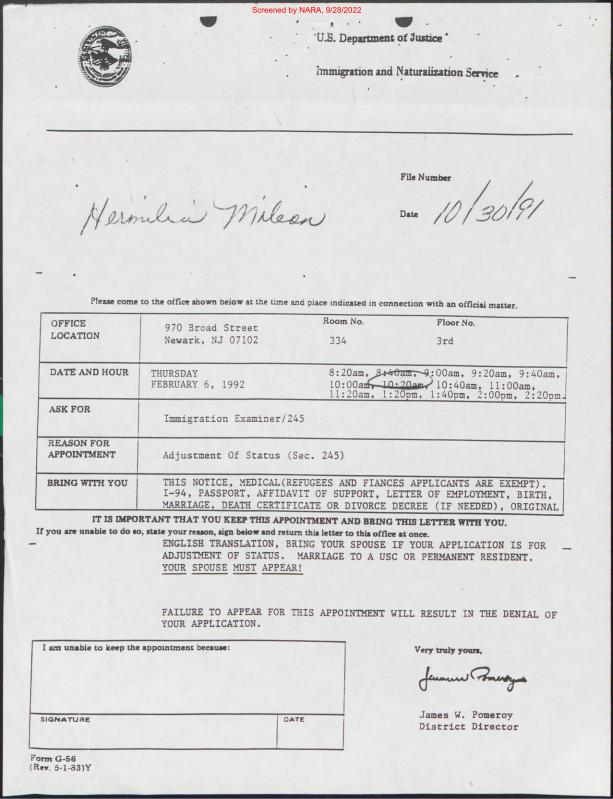 Screened by NARA, 9/28/2022
U.S. Department of Justice
Immigration and Naturalization Service
File Number
Hermilia
Date 10/30/91
Please come to the office shown below at the time and place indicated in connection with an official matter.
OFFICE LOCATION
970 Broad Street
Newark, NJ 07102
Room No.
334
Floor No.
3rd
DATE AND HOUR
THURSDAY
FEBRUARY 6, 1992
8:20am, 8:40am, 9:00am, 9:20am, 9:40am,
10:00am, 10:20am, 10:40am, 11:00am,
11:20am, 1:20pm, 1:40pm, 2:00pm, 2:20pm.
ASK FOR
Immigration Examiner/245
REASON FOR
APPOINTMENT
Adjustment Of Status (Sec. 245)
BRING WITH YOU
THIS NOTICE, MEDICAL(REFUGEES AND FIANCES APPLICANTS ARE EXEMPT).
I-94, PASSPORT, AFFIDAVIT OF SUPPORT, LETTER OF EMPLOYMENT, BIRTH,
MARRIAGE, DEATH CERTIFICATE OR DIVORCE DECREE (IF NEEDED), ORIGINAL
IT IS IMPORTANT THAT YOU KEEP THIS APPOINTMENT AND BRING THIS LETTER WITH YOU.
If you are unable to do so, state your reason, sign below and return this letter to this office at once.
ENGLISH TRANSLATION, BRING YOUR SPOUSE IF YOUR APPLICATION IS FOR
ADJUSTMENT OF STATUS. MARRIAGE TO A USC OR PERMANENT RESIDENT.
YOUR SPOUSE MUST APPEAR!
FAILURE TO APPEAR FOR THIS APPOINTMENT WILL RESULT IN THE DENIAL OF
YOUR APPLICATION.
I am unable to keep the appointment because:
SIGNATURE
DATE
Very truly yours,
James W. Pomeroy
District Director
Form G-56
(Rev. 5-1-83)Y